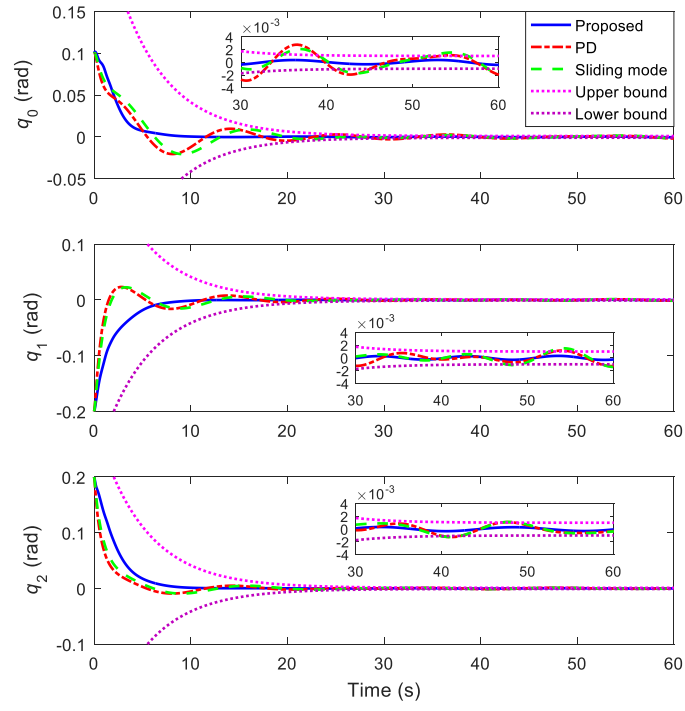 0.15
0.1
0.05
0
-0.05
q0 (rad)
0 10 20 30 40 50 60
×10-3
4
2
0
-2
-4
30 40 50 60
Proposed
PD
Sliding mode
Upper bound
Lower bound
0.1
0
-0.1
-0.2
q1 (rad)
0 10 20 30 40 50 60
×10-3
4
2
0
-2
-4
30 40 50 60
0.2
0.1
0
-0.1
q2 (rad)
0 10 20 30 40 50 60
×10-3
4
2
0
-2
-4
30 40 50 60
Time (s)